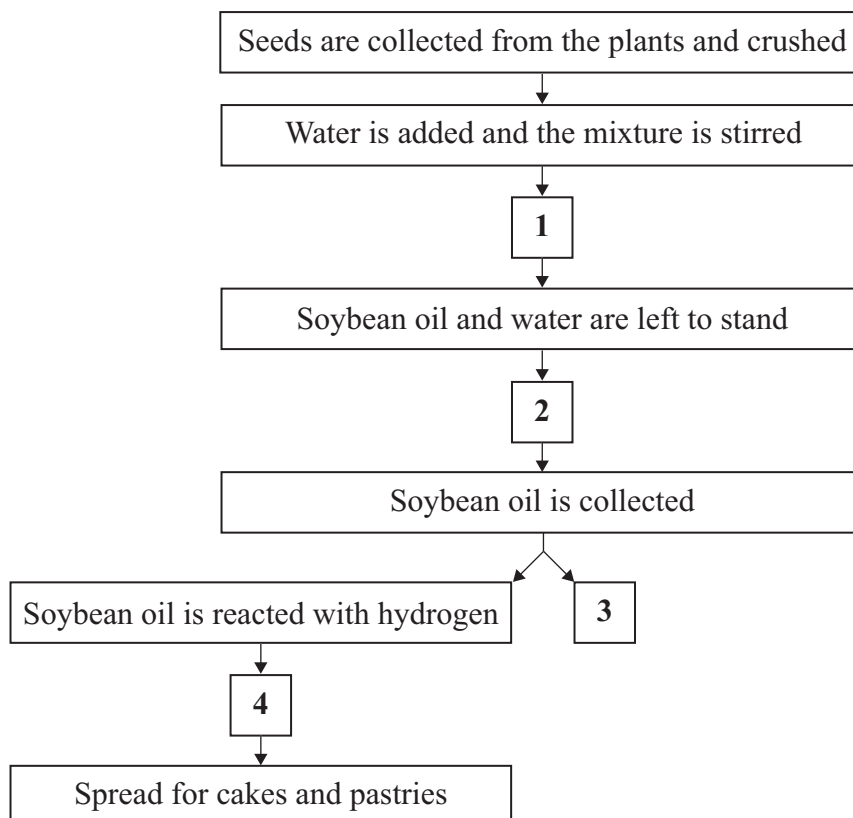 Seeds are collected from the plants and crushed
Water is added and the mixture is stirred
1
Soybean oil and water are left to stand
2
Soybean oil is collected
Soybean oil is reacted with hydrogen
3
4
Spread for cakes and pastries